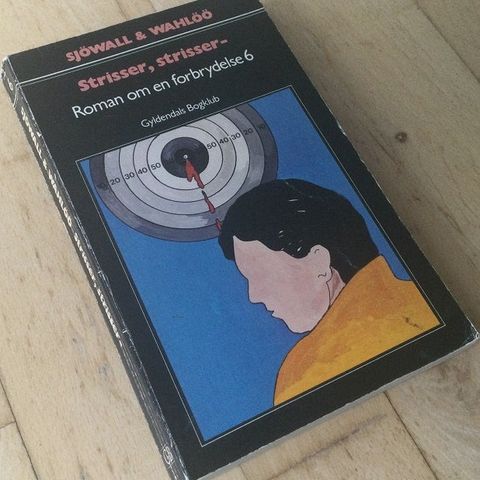 SJÖWALL & WAHLÖÖ
Strisser, strisser-
Roman om en forbrydelse 6
Gyldendals Bogklub
20 30 40 50
50 40 30 20 10